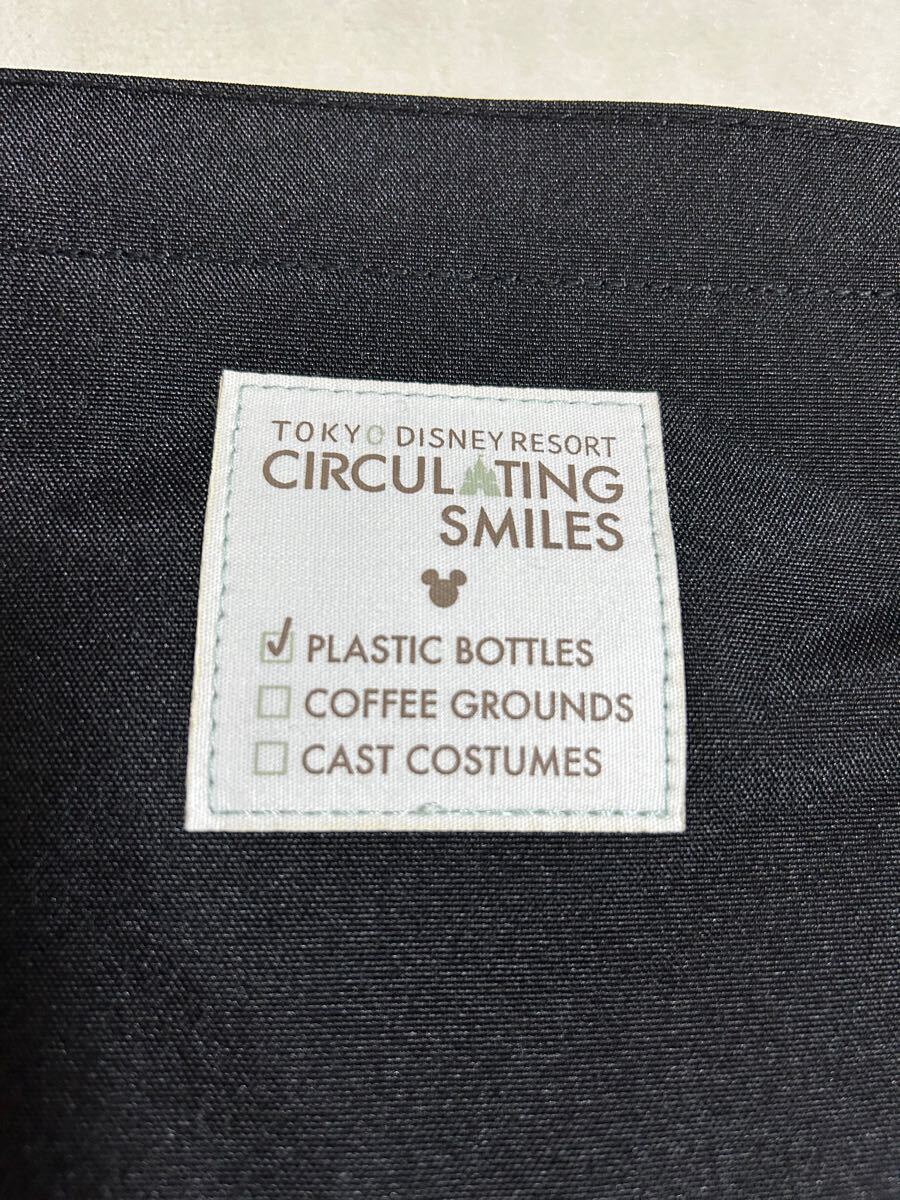 TOKYO DISNEY RESORT
CIRCULATING
SMILES
PLASTIC BOTTLES
COFFEE GROUNDS
CAST COSTUMES